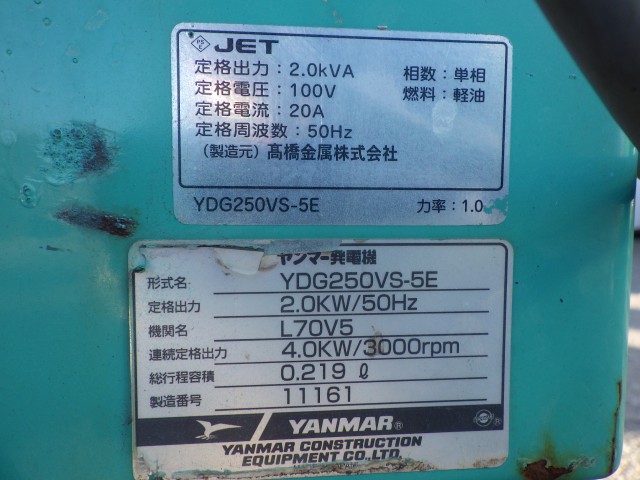 PS E JET
定格出力：2.0kVA 相数：単相
定格電圧：100V 燃料：軽油
定格電流：20A
定格周波数：50Hz
（製造元）髙橋金属株式会社
YDG250VS-5E 力率：1.0
ヤンマー発電機
形式名 YDG250VS-5E
定格出力 2.0KW/50Hz
機関名 L70V5
連続定格出力 4.0KW/3000rpm
総行程容積 0.219 ℓ
製造番号 11161
YANMAR®
YANMAR CONSTRUCTION
EQUIPMENT CO.,LTD.